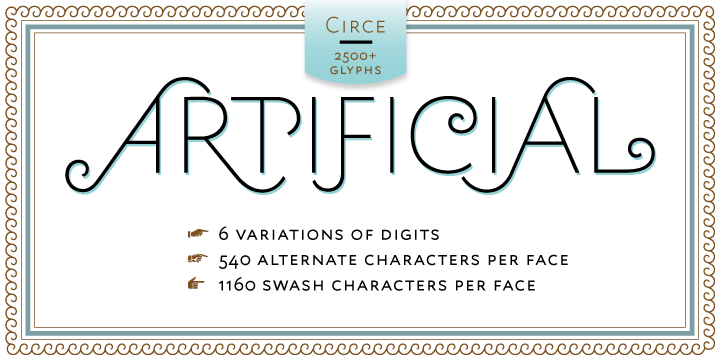 Circe
2500+
GLYPHS
ARTIFICIAL
6 VARIATIONS OF DIGITS
540 ALTERNATE CHARACTERS PER FACE
1160 SWASH CHARACTERS PER FACE